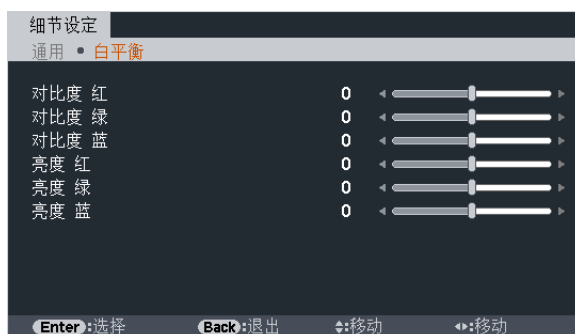 细节设定
通用 • 白平衡
对比度 红 0
对比度 绿 0
对比度 蓝 0
亮度 红 0
亮度 绿 0
亮度 蓝 0
Enter:选择 Back:退出 :移动 :移动